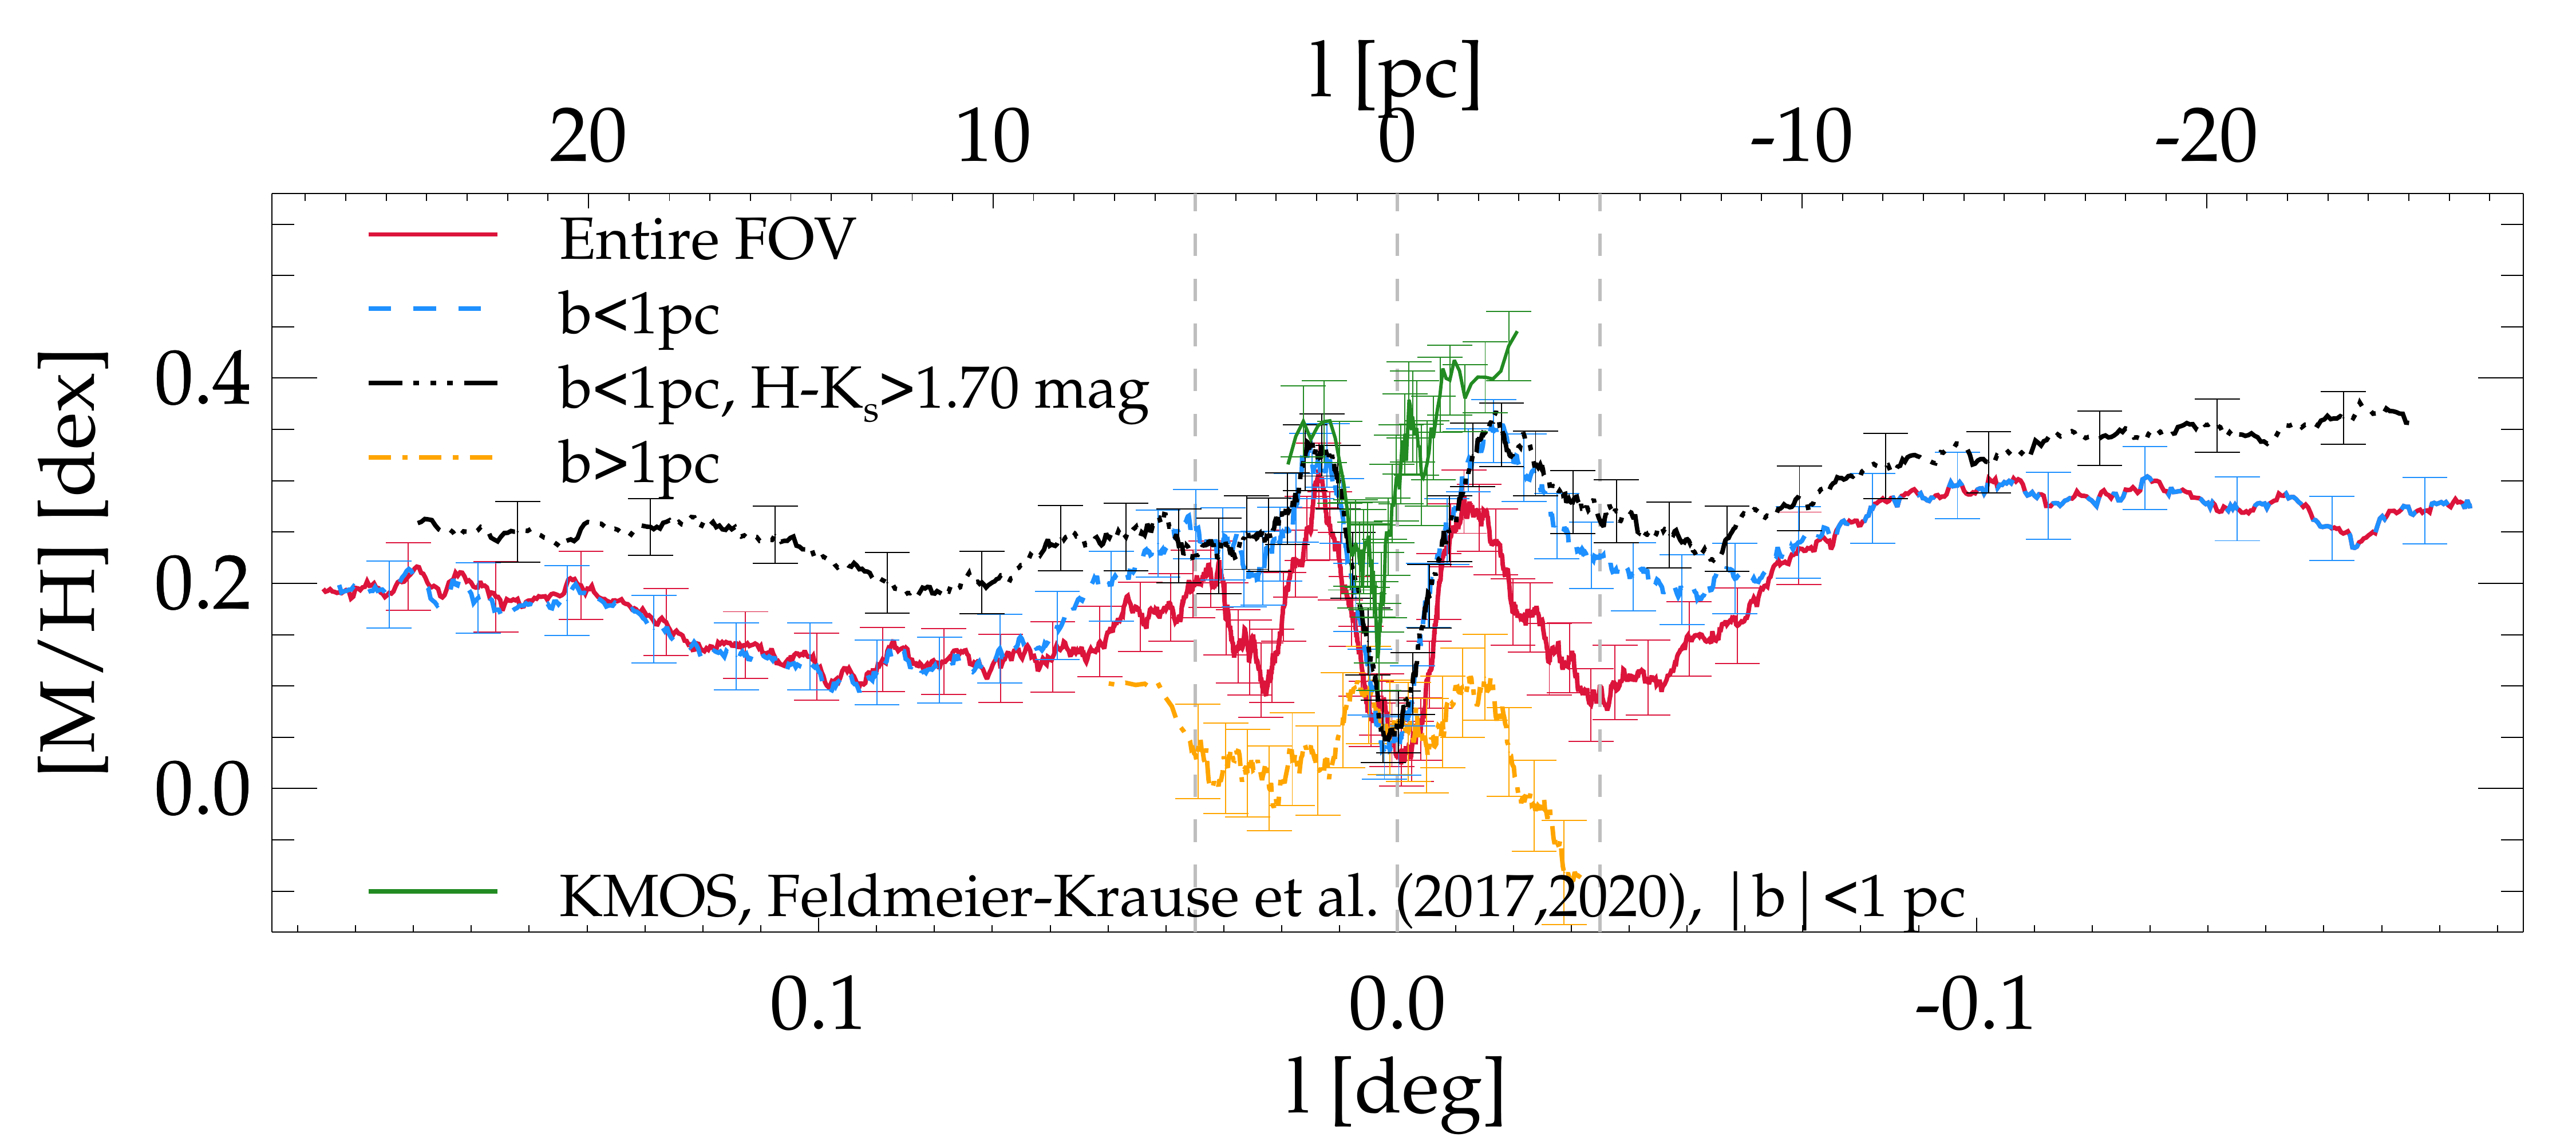 l [pc]
20 10 0 -10 -20
Entire FOV
b<1pc
b<1pc, H-Ks>1.70 mag
b>1pc
[M/H] [dex]
0.4
0.2
0.0
KMOS, Feldmeier-Krause et al. (2017,2020), |b|<1 pc
0.1 0.0 -0.1
l [deg]